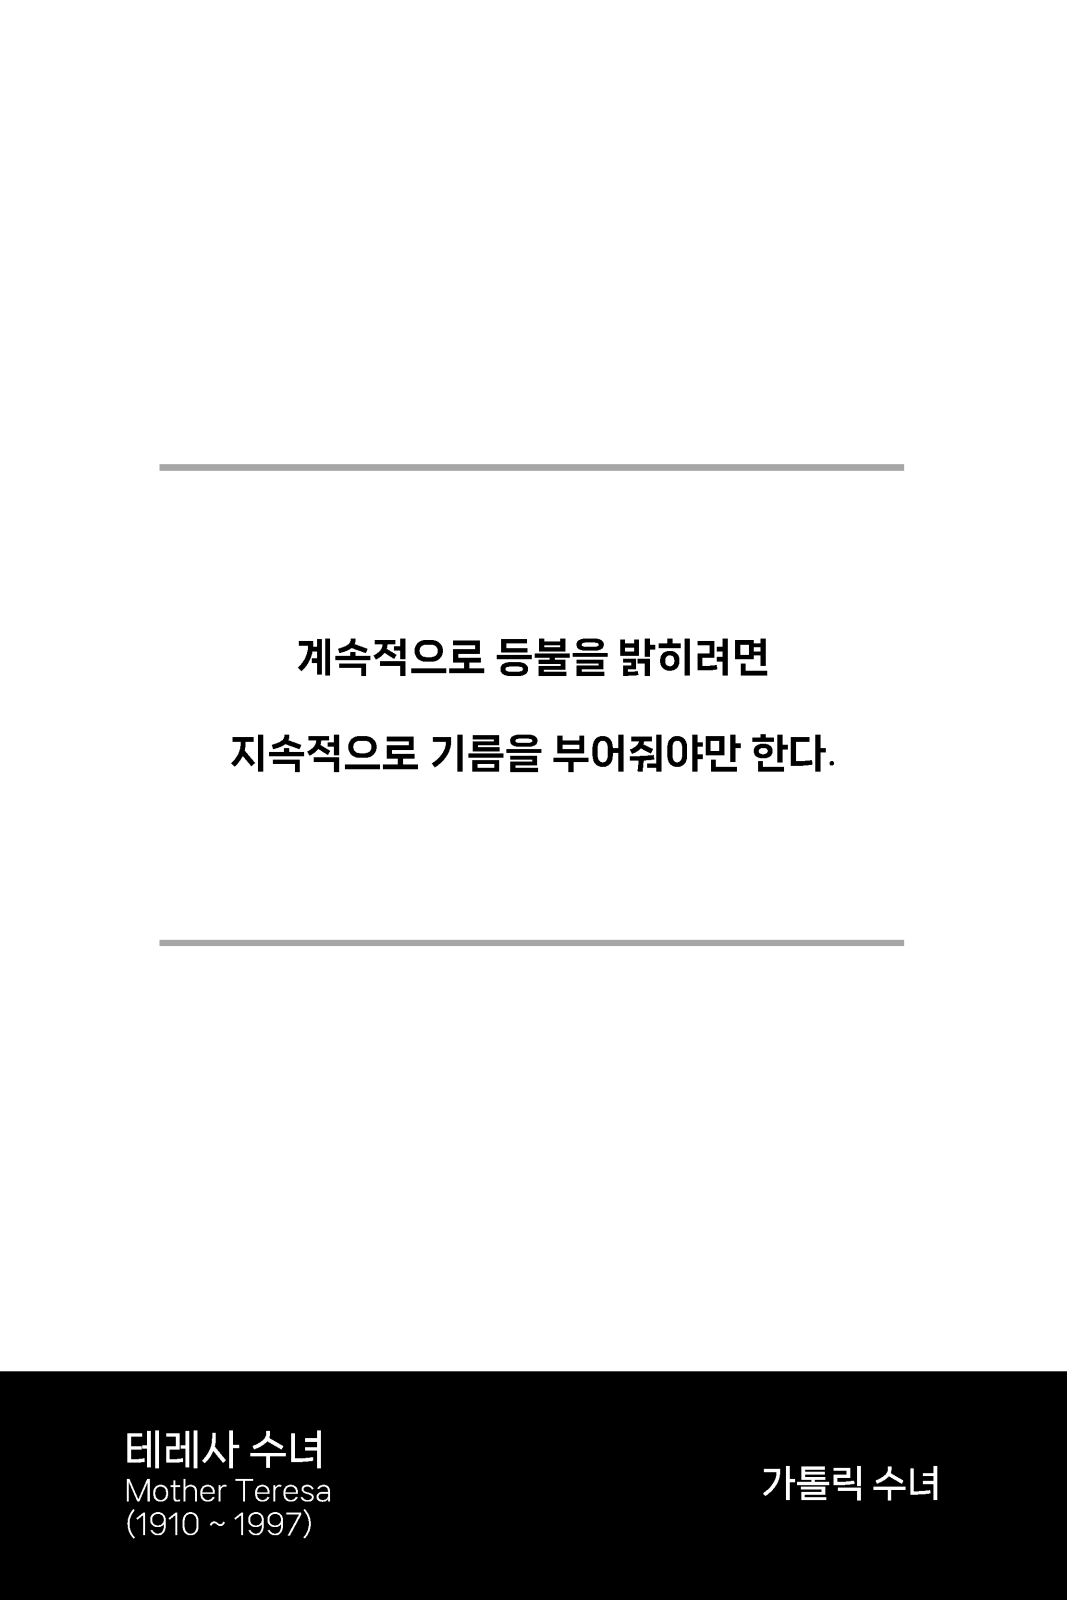 계속적으로 등불을 밝히려면
지속적으로 기름을 부어줘야만 한다.
테레사 수녀
Mother Teresa
(1910 ~ 1997)
가톨릭 수녀